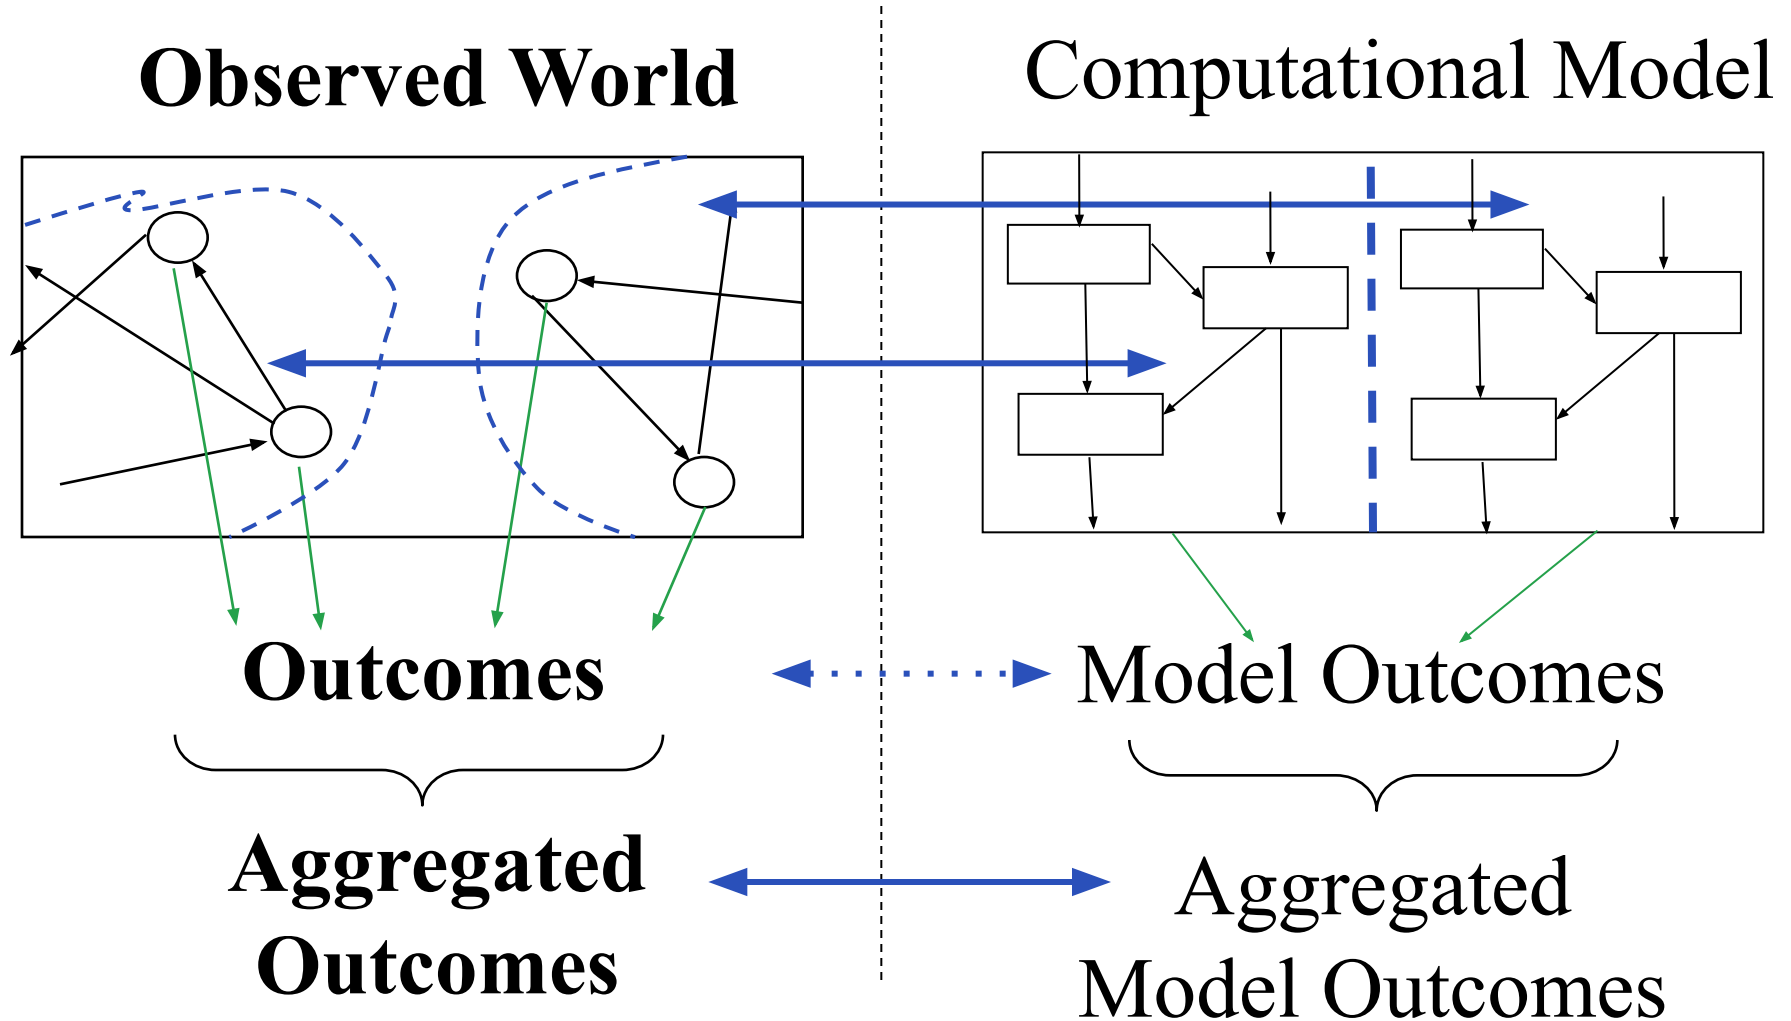 Observed World
Computational Model
Outcomes
Model Outcomes
Aggregated
Outcomes
Aggregated
Model Outcomes